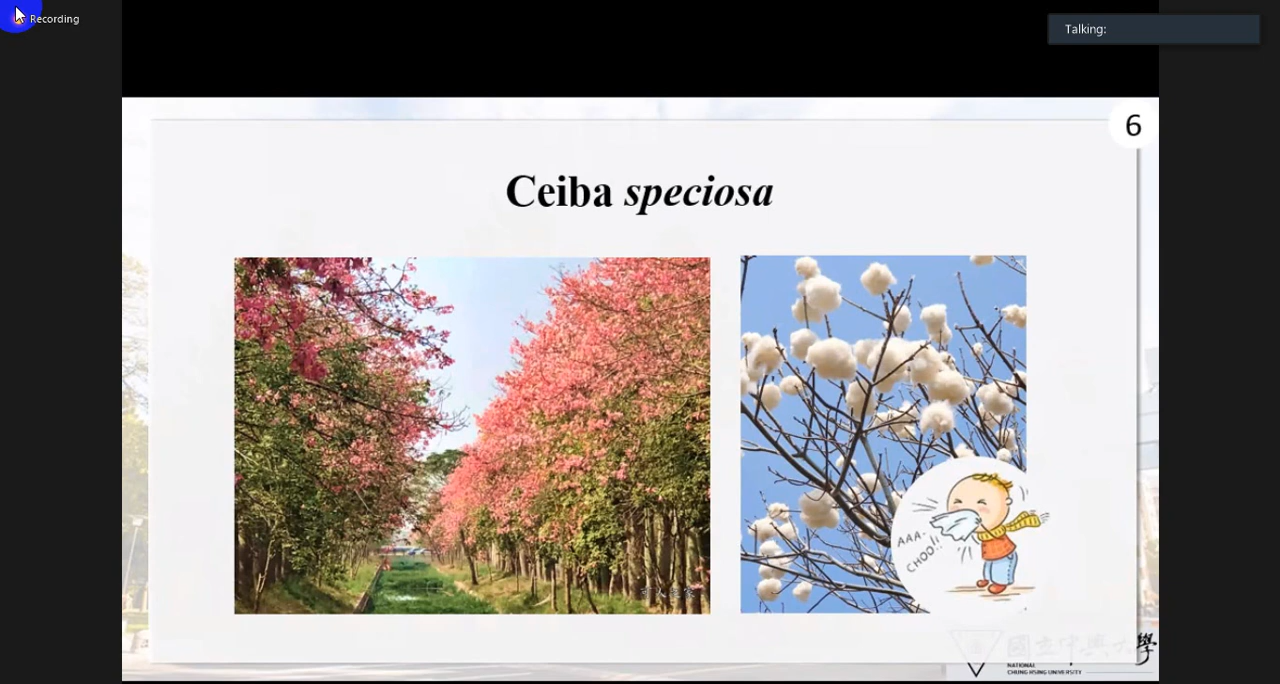 Recording
Talking:
6
Ceiba speciosa
AAA-
CHOO!!
國立中興大學
NATIONAL
CHUNG HSING UNIVERSITY